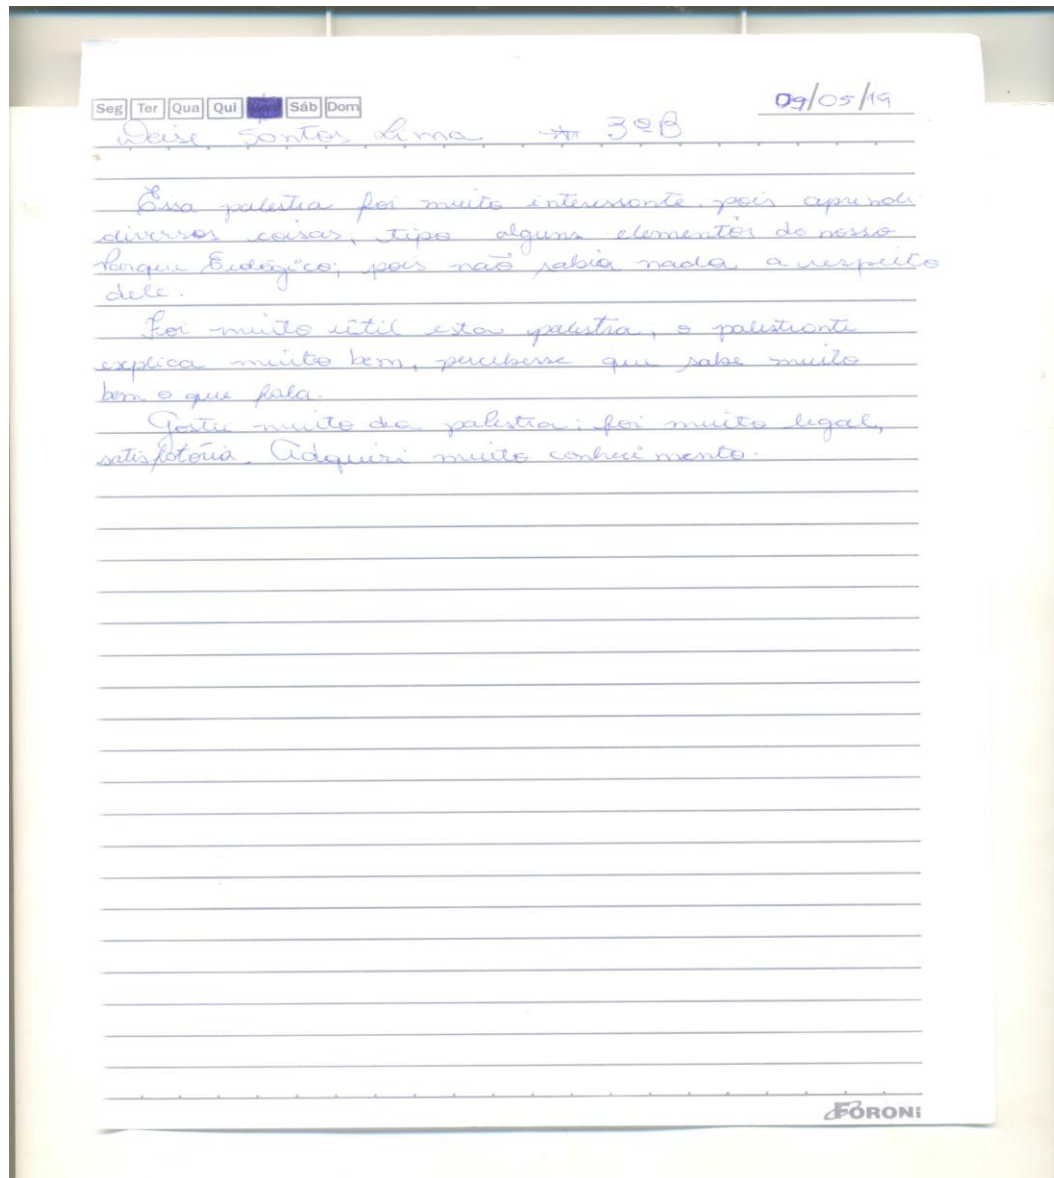 Seg Ter Qua Qui Sáb Dom 09/05/19
Deise Santos Lima * 3ºB
Essa palestra foi muito interessante pois aprendi
diversos coisas, tipo alguns elementos do nosso
Parque Ecológico; pois não sabia nada a respeito
dele.
Foi muito útil esta palestra, o palestrante
explica muito bem, percebesse que sabe muito
bem o que fala.
Gostei muito da palestra; foi muito legal,
satisfatória. Adquiri muito conhecimento.
FORONI